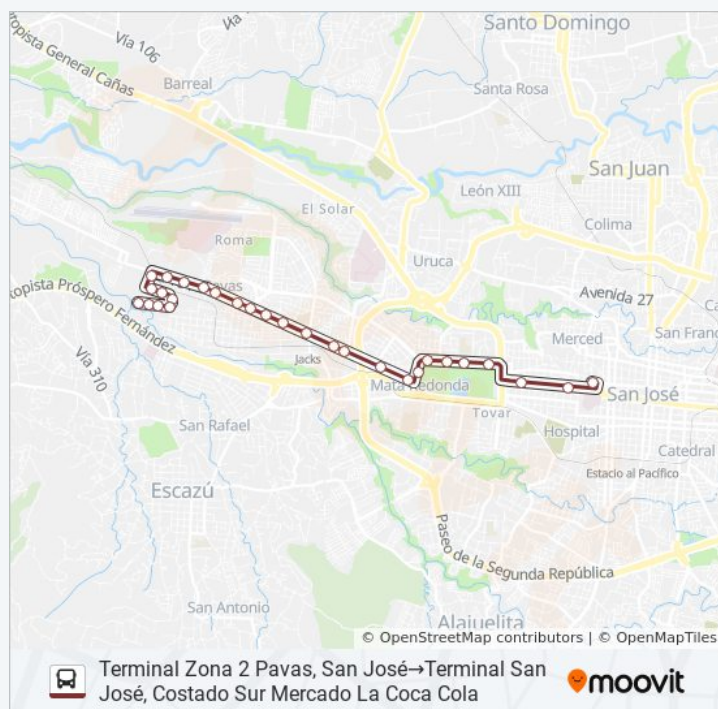 Santo Domingo
Vía 106
Autopista General Cañas
Barreal
Santa Rosa
San Juan
León XIII
El Solar
Colima
Roma
Uruca
Pavas
Avenida 27
Autopista Próspero Fernández
Merced
San Franc
Vía 310
Jacks
Mata Redonda
San José
San Rafael
Tovar
Hospital
Catedral
Estacio al Pacífico
Escazú
Paseo de la Segunda República
San Antonio
Alajuelita
© OpenStreetMap contributors | © OpenMapTiles
Terminal Zona 2 Pavas, San José→Terminal San
José, Costado Sur Mercado La Coca Cola
moovit